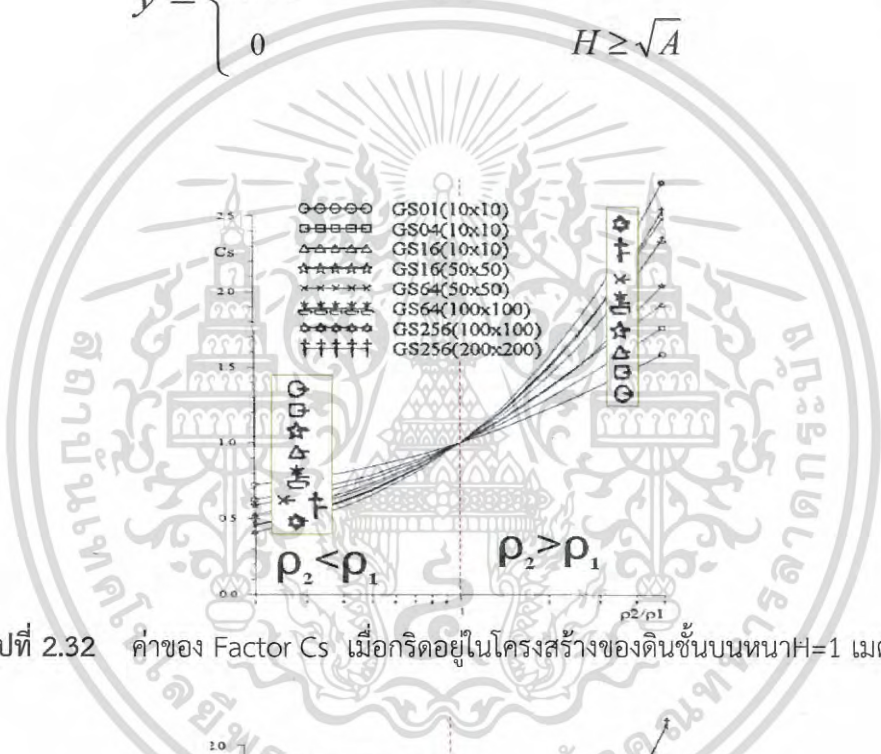 0 H ≥ √A
2.5
Cs
2.0
1.5
1.0
0.5
0.0
GS01(10x10)
GS04(10x10)
GS16(10x10)
GS16(50x50)
GS64(50x50)
GS64(100x100)
GS256(100x100)
GS256(200x200)
ρ₂<ρ₁
ρ₂>ρ₁
1
ρ2/ρ1
ปที่ 2.32 ค่าของ Factor Cs เมื่อกริดอยู่ในโครงสร้างของดินชั้นบนหนาH=1 เมต
2.0